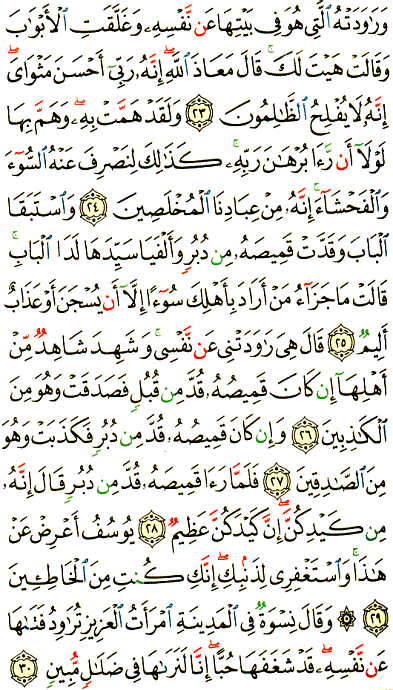 وَرَٰوَدَتْهُ ٱلَّتِى هُوَ فِى بَيْتِهَا عَن نَّفْسِهِۦ وَغَلَّقَتِ ٱلْأَبْوَٰبَ
وَقَالَتْ هَيْتَ لَكَ ۚ قَالَ مَعَاذَ ٱللَّهِ ۖ إِنَّهُۥ رَبِّىٓ أَحْسَنَ مَثْوَاىَ ۖ
إِنَّهُۥ لَا يُفْلِحُ ٱلظَّٰلِمُونَ ٢٣ وَلَقَدْ هَمَّتْ بِهِۦ ۖ وَهَمَّ بِهَا
لَوْلَآ أَن رَّءَا بُرْهَٰنَ رَبِّهِۦ ۚ كَذَٰلِكَ لِنَصْرِفَ عَنْهُ ٱلسُّوٓءَ
وَٱلْفَحْشَآءَ ۚ إِنَّهُۥ مِنْ عِبَادِنَا ٱلْمُخْلَصِينَ ٢٤ وَٱسْتَبَقَا
ٱلْبَابَ وَقَدَّتْ قَمِيصَهُۥ مِن دُبُرٍ وَأَلْفَيَا سَيِّدَهَا لَدَا ٱلْبَابِ ۚ
قَالَتْ مَا جَزَآءُ مَنْ أَرَادَ بِأَهْلِكَ سُوٓءًا إِلَّآ أَن يُسْجَنَ أَوْ عَذَابٌ
أَلِيمٌ ٢٥ قَالَ هِىَ رَٰوَدَتْنِى عَن نَّفْسِى ۚ وَشَهِدَ شَاهِدٌ مِّنْ
أَهْلِهَآ إِن كَانَ قَمِيصُهُۥ قُدَّ مِن قُبُلٍ فَصَدَقَتْ وَهُوَ مِنَ
ٱلْكَٰذِبِينَ ٢٦ وَإِن كَانَ قَمِيصُهُۥ قُدَّ مِن دُبُرٍ فَكَذَبَتْ وَهُوَ
مِنَ ٱلصَّٰدِقِينَ ٢٧ فَلَمَّا رَءَا قَمِيصَهُۥ قُدَّ مِن دُبُرٍ قَالَ إِنَّهُۥ
مِن كَيْدِكُنَّ ۖ إِنَّ كَيْدَكُنَّ عَظِيمٌ ٢٨ يُوسُفُ أَعْرِضْ عَنْ
هَٰذَا ۚ وَٱسْتَغْفِرِى لِذَنۢبِكِ ۖ إِنَّكِ كُنتِ مِنَ ٱلْخَاطِـِٔينَ
٢٩ ۞ وَقَالَ نِسْوَةٌ فِى ٱلْمَدِينَةِ ٱمْرَأَتُ ٱلْعَزِيزِ تُرَٰوِدُ فَتَىٰهَا
عَن نَّفْسِهِۦ ۖ قَدْ شَغَفَهَا حُبًّا ۖ إِنَّا لَنَرَىٰهَا فِى ضَلَٰلٍ مُّبِينٍ ٣٠